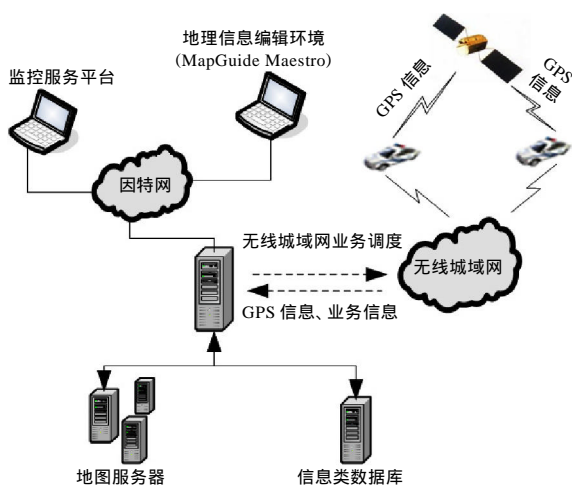 地理信息编辑环境
(MapGuide Maestro)
监控服务平台
GPS 信息
GPS
信息
因特网
无线城域网业务调度
无线城域网
GPS 信息、业务信息
地图服务器
信息类数据库